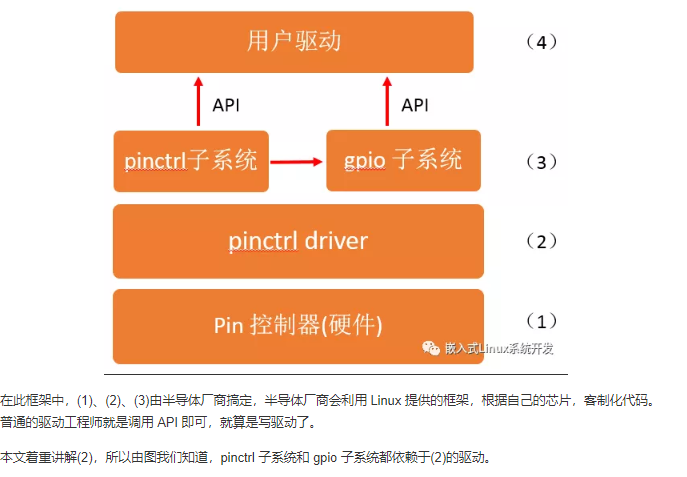 用户驱动
（4）
API
API
pinctrl子系统
gpio 子系统
（3）
pinctrl driver
（2）
Pin 控制器(硬件)
（1）
嵌入式Linux系统开发
在此框架中，(1)、(2)、(3)由半导体厂商搞定，半导体厂商会利用 Linux 提供的框架，根据自己的芯片，客制化代码。
普通的驱动工程师就是调用 API 即可，就算是写驱动了。
本文着重讲解(2)，所以由图我们知道，pinctrl 子系统和 gpio 子系统都依赖于(2)的驱动。